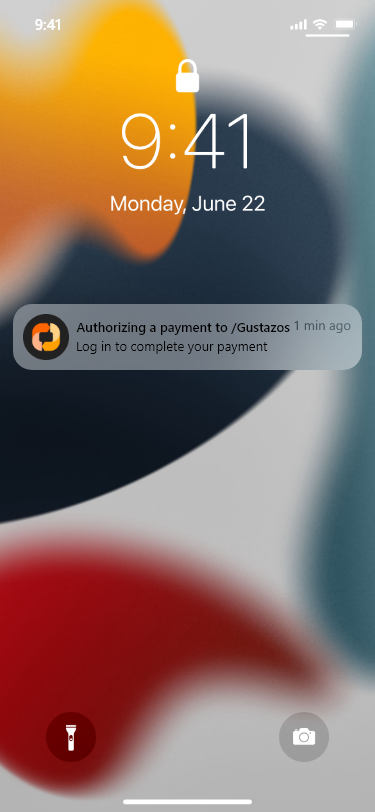 9:41
9:41
Monday, June 22
Authorizing a payment to /Gustazos 1 min ago
Log in to complete your payment